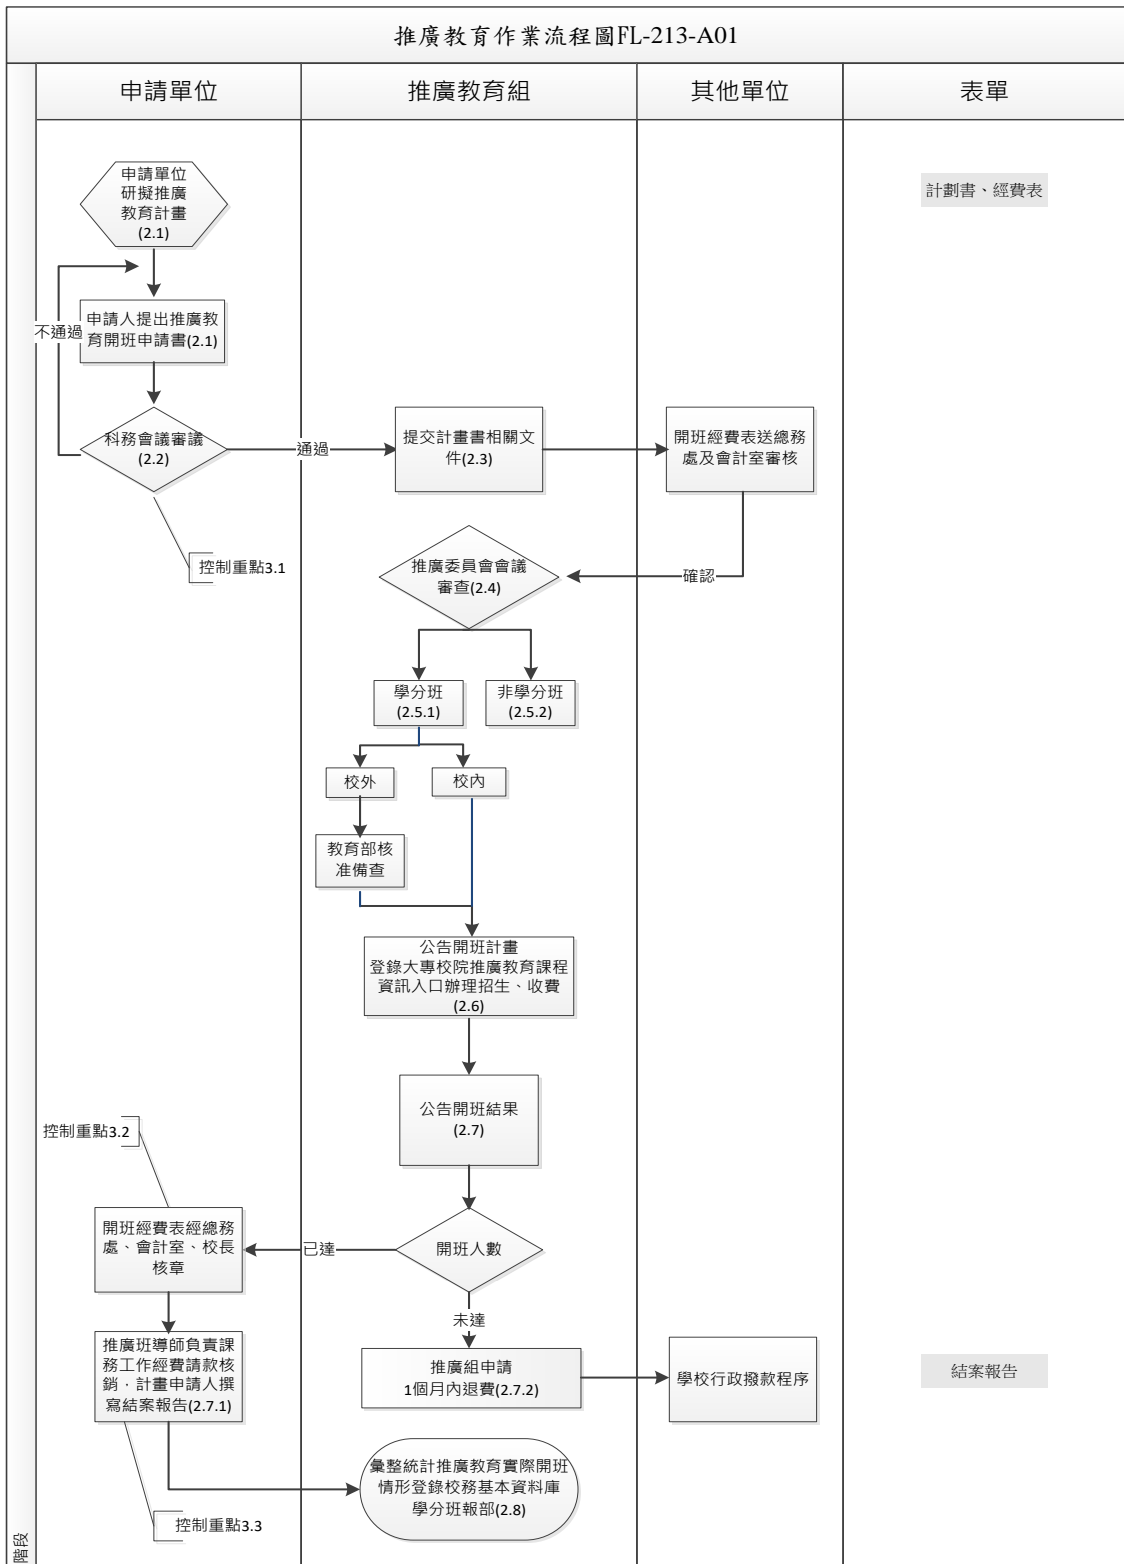 推廣教育作業流程圖FL-213-A01
申請單位
推廣教育組
其他單位
表單
申請單位
研擬推廣
教育計畫
(2.1)
計劃書、經費表
不通過
申請人提出推廣教
育開班申請書(2.1)
科務會議審議
(2.2)
通過
提交計畫書相關文
件(2.3)
開班經費表送總務
處及會計室審核
控制重點3.1
推廣委員會會議
審查(2.4)
確認
學分班
(2.5.1)
非學分班
(2.5.2)
校外
校內
教育部核
准備查
公告開班計畫
登錄大專校院推廣教育課程
資訊入口辦理招生、收費
(2.6)
公告開班結果
(2.7)
控制重點3.2
開班經費表經總務
處、會計室、校長
核章
已達
開班人數
未達
推廣班導師負責課
務工作經費請款核
銷，計畫申請人撰
寫結案報告(2.7.1)
推廣組申請
1個月內退費(2.7.2)
學校行政撥款程序
結案報告
彙整統計推廣教育實際開班
情形登錄校務基本資料庫
學分班報部(2.8)
控制重點3.3
階段